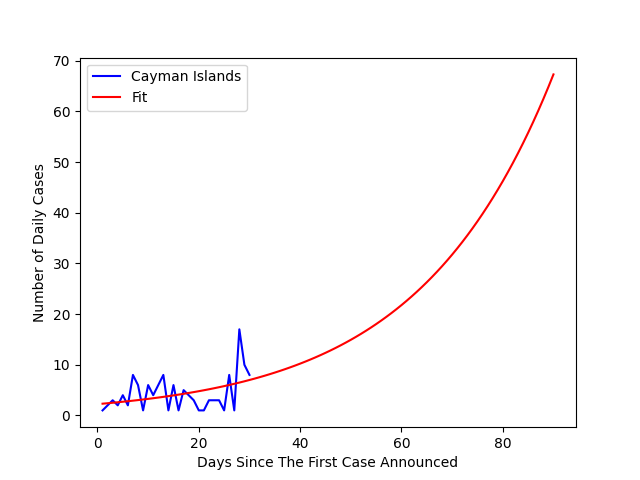 Cayman Islands
Fit
70
60
50
40
30
20
10
0
Number of Daily Cases
0 20 40 60 80
Days Since The First Case Announced